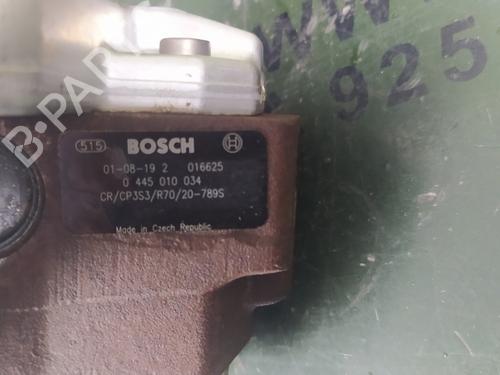 WWW.
925
B-PARTS
515 BOSCH
01-08-19 2 016625
0 445 010 034
CR/CP3S3/R70/20-789S
Made in Czech Republic